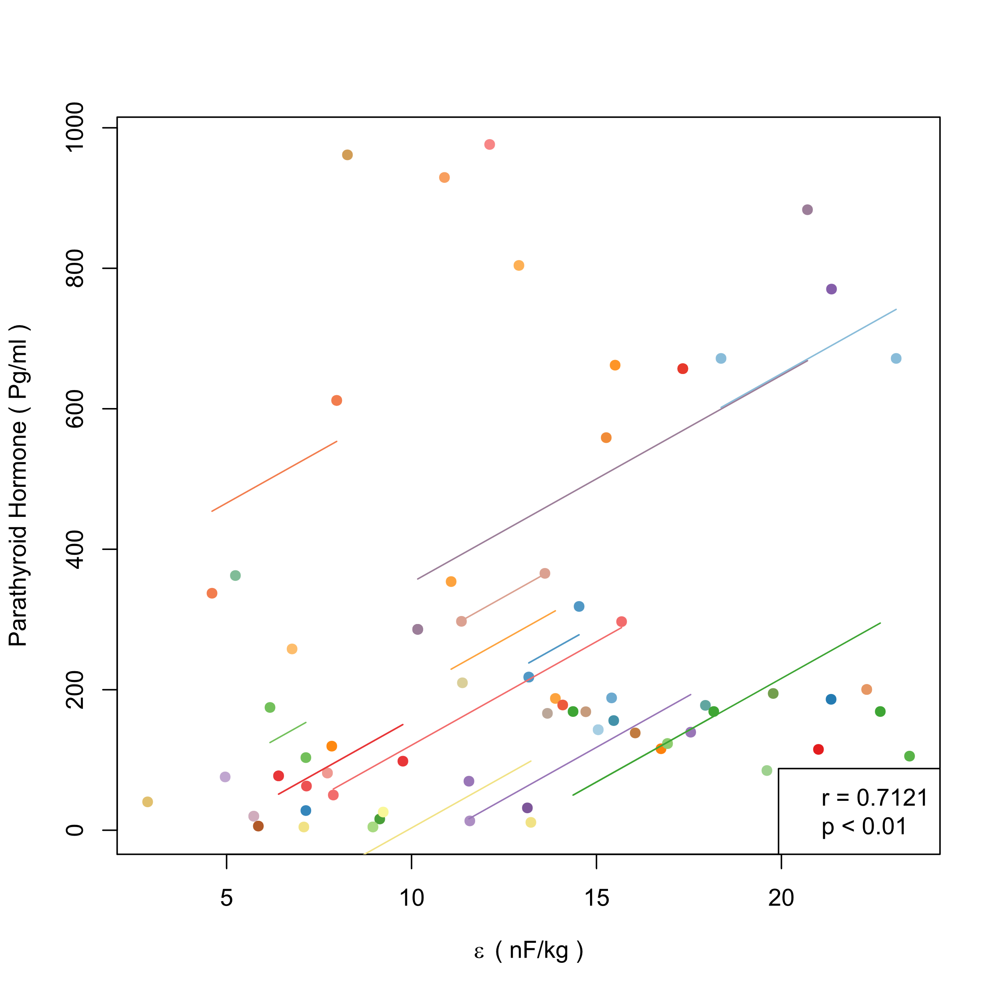 Parathyroid Hormone ( Pg/ml )
1000
800
600
400
200
0
5
10
15
20
ε ( nF/kg )
r = 0.7121
p < 0.01